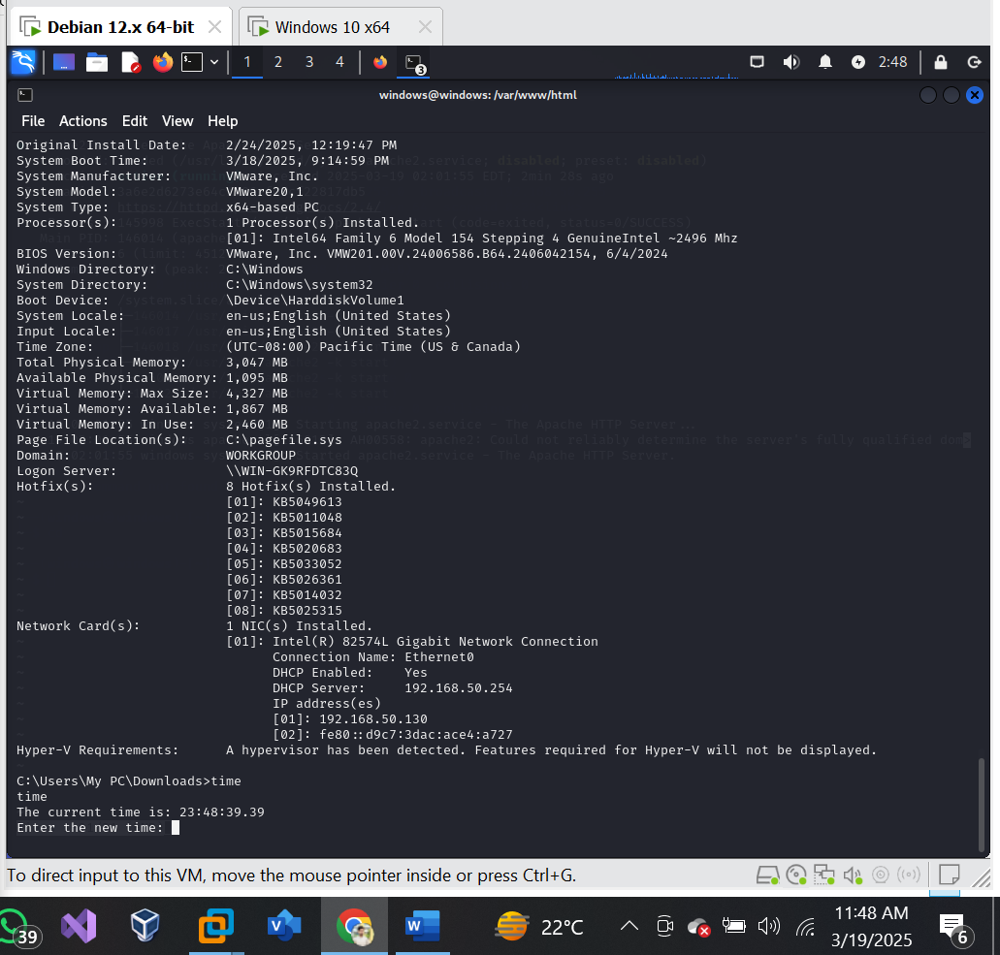 Debian 12.x 64-bit
Windows 10 x64
1 2 3 4
3
2:48
windows@windows: /var/www/html
File Actions Edit View Help
Original Install Date: 2/24/2025, 12:19:47 PM
System Boot Time: 3/18/2025, 9:14:59 PM
System Manufacturer: VMware, Inc.
System Model: VMware20,1
System Type: x64-based PC
Processor(s): 1 Processor(s) Installed.
[01]: Intel64 Family 6 Model 154 Stepping 4 GenuineIntel ~2496 Mhz
BIOS Version: VMware, Inc. VMW201.00V.24006586.B64.2406042154, 6/4/2024
Windows Directory: C:\Windows
System Directory: C:\Windows\system32
Boot Device: \Device\HarddiskVolume1
System Locale: en-us;English (United States)
Input Locale: en-us;English (United States)
Time Zone: (UTC-08:00) Pacific Time (US & Canada)
Total Physical Memory: 3,047 MB
Available Physical Memory: 1,095 MB
Virtual Memory: Max Size: 4,327 MB
Virtual Memory: Available: 1,867 MB
Virtual Memory: In Use: 2,460 MB
Page File Location(s): C:\pagefile.sys
Domain: WORKGROUP
Logon Server: \\WIN-GK9RFDTC83Q
Hotfix(s): 8 Hotfix(s) Installed.
[01]: KB5049613
[02]: KB5011048
[03]: KB5015684
[04]: KB5020683
[05]: KB5033052
[06]: KB5026361
[07]: KB5014032
[08]: KB5025315
Network Card(s): 1 NIC(s) Installed.
[01]: Intel(R) 82574L Gigabit Network Connection
Connection Name: Ethernet0
DHCP Enabled: Yes
DHCP Server: 192.168.50.254
IP address(es)
[01]: 192.168.50.130
[02]: fe80::d9c7:3dac:ace4:a727
Hyper-V Requirements: A hypervisor has been detected. Features required for Hyper-V will not be displayed.
C:\Users\My PC\Downloads>time
time
The current time is: 23:48:39.39
Enter the new time:
To direct input to this VM, move the mouse pointer inside or press Ctrl+G.
39
22°C
11:48 AM
3/19/2025
6